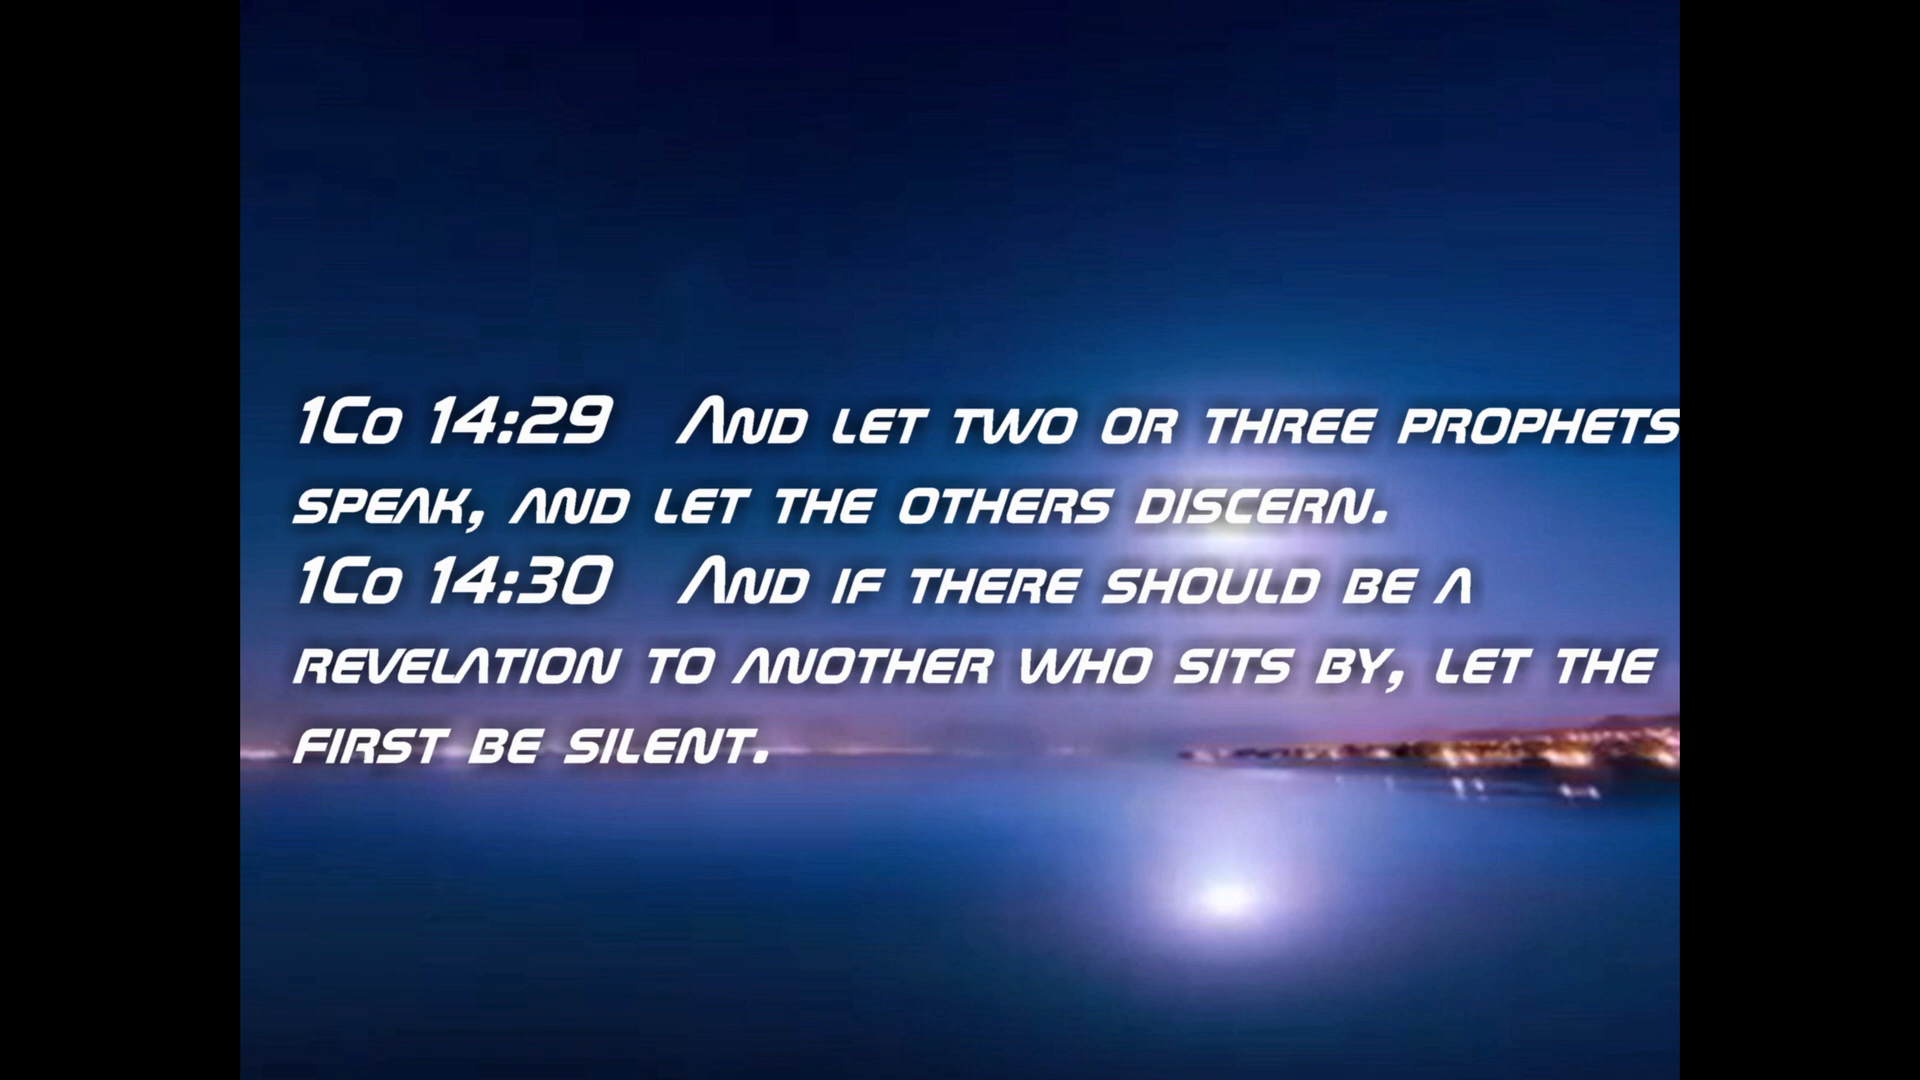 1Co 14:29 And let two or three prophets
speak, and let the others discern.
1Co 14:30 And if there should be a
revelation to another who sits by, let the
first be silent.